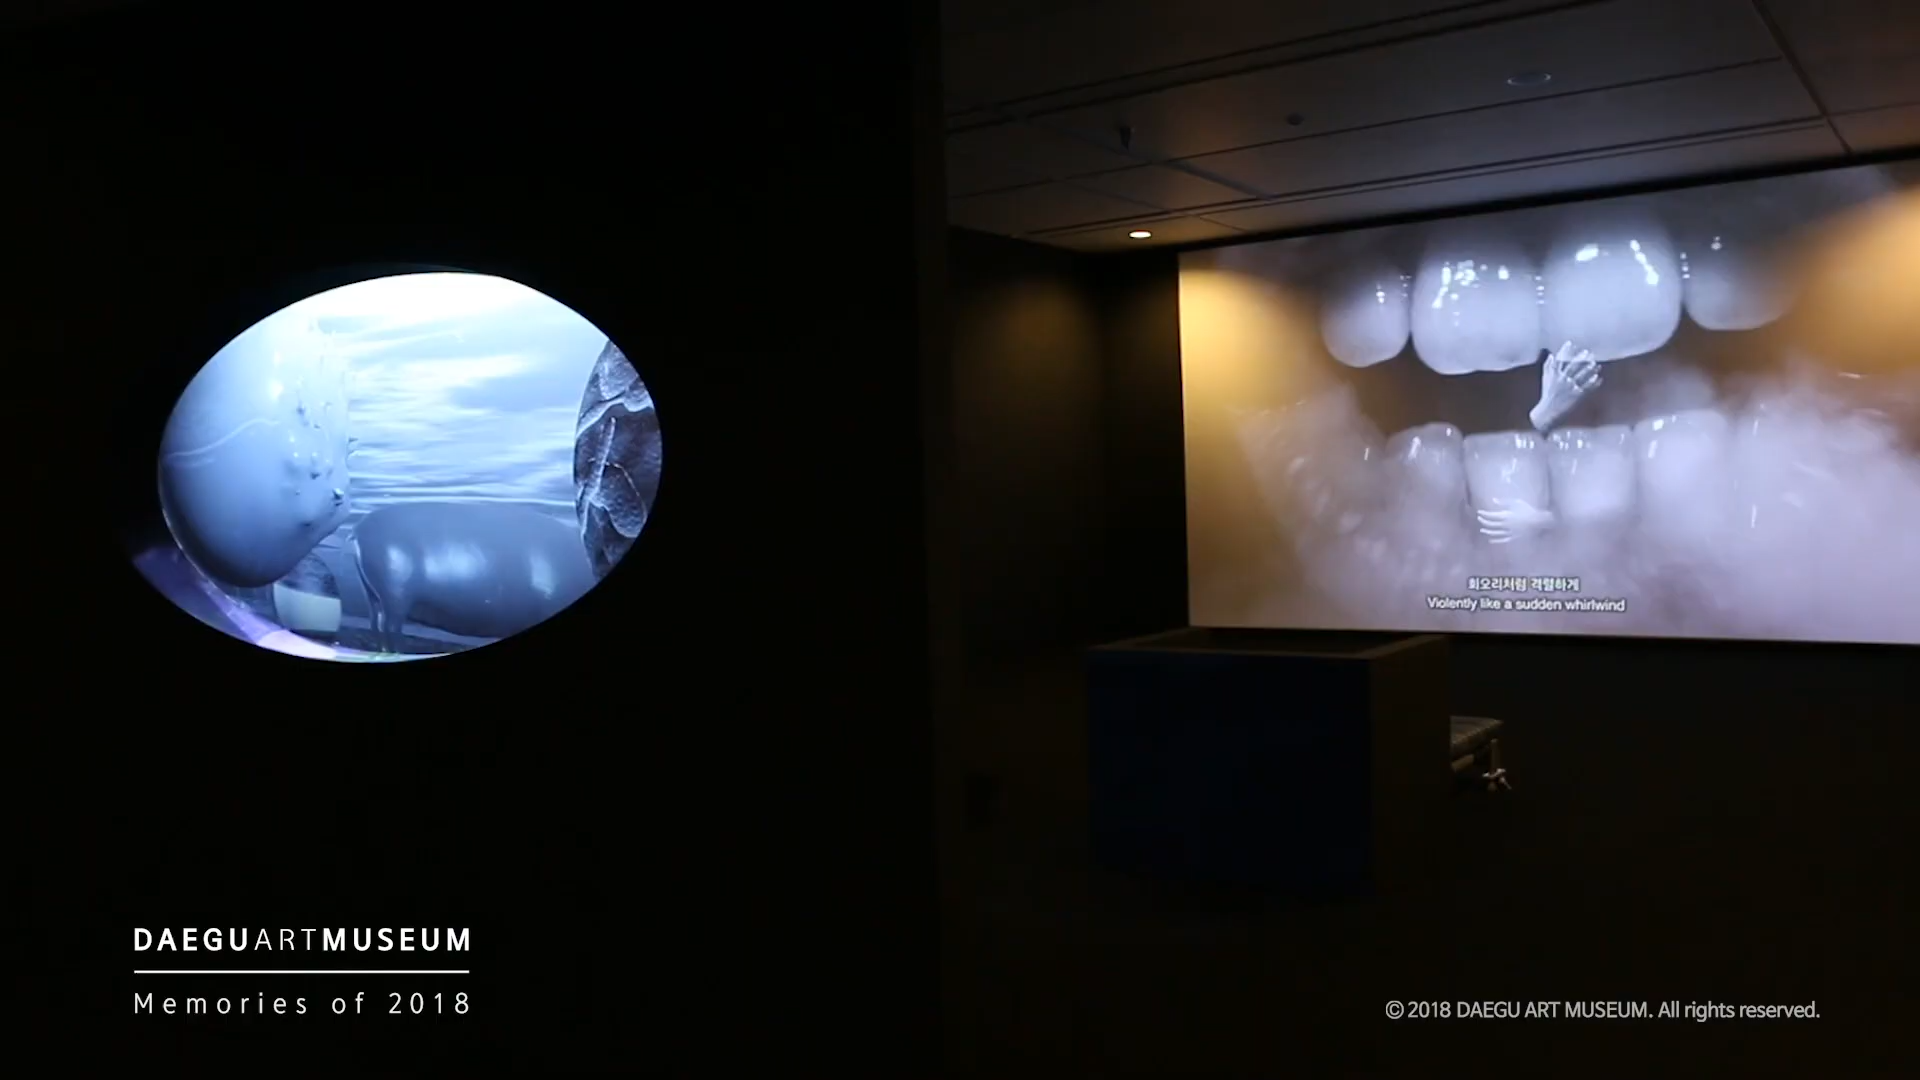 회오리처럼 격렬하게
Violently like a sudden whirlwind
DAEGUARTMUSEUM
Memories of 2018
© 2018 DAEGU ART MUSEUM. All rights reserved.